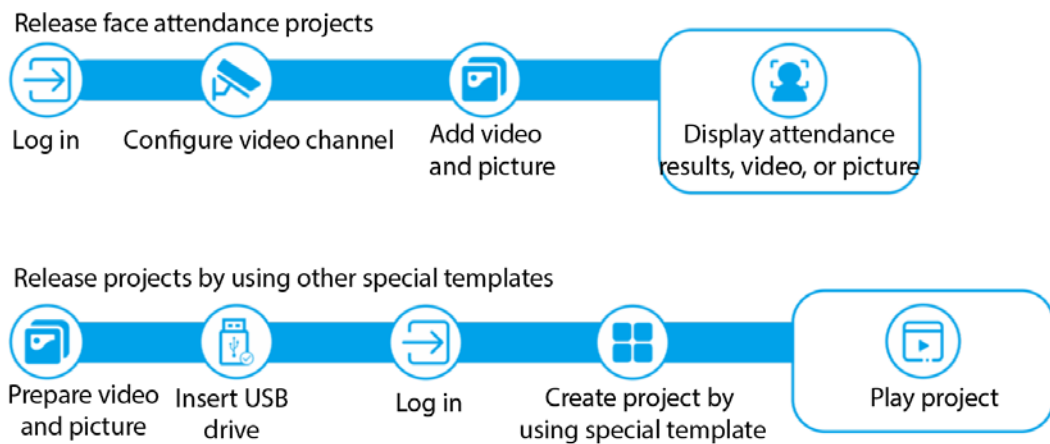 Release face attendance projects
Log in
Configure video channel
Add video
and picture
Display attendance
results, video, or picture
Release projects by using other special templates
Prepare video
and picture
Insert USB
drive
Log in
Create project by
using special template
Play project